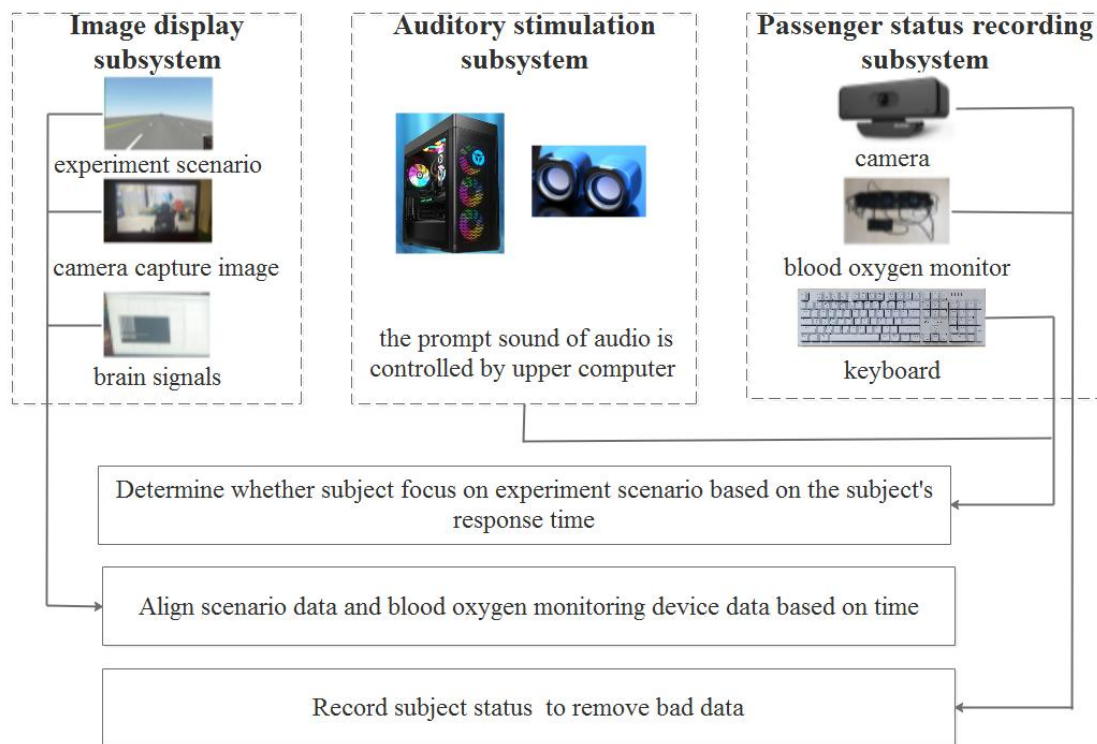 Image display
subsystem
experiment scenario
camera capture image
brain signals
Auditory stimulation
subsystem
the prompt sound of audio is
controlled by upper computer
Passenger status recording
subsystem
camera
blood oxygen monitor
keyboard
Determine whether subject focus on experiment scenario based on the subject's
response time
Align scenario data and blood oxygen monitoring device data based on time
Record subject status to remove bad data